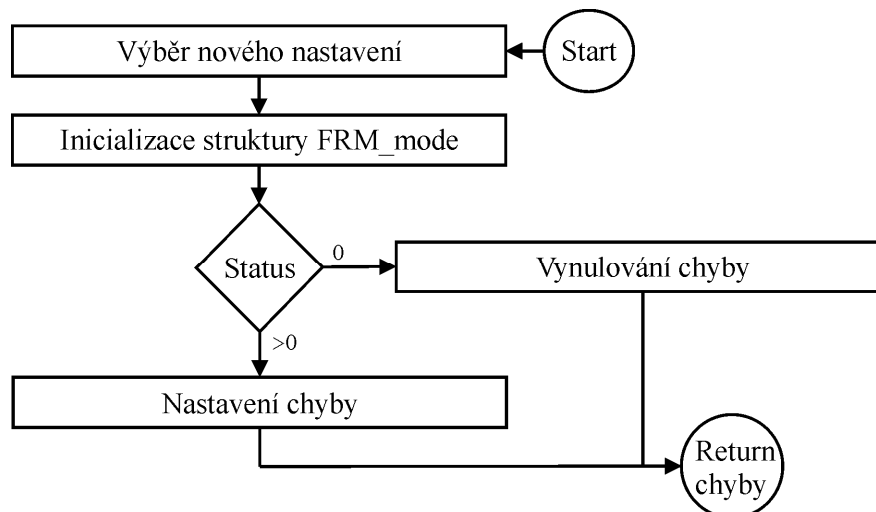 Výběr nového nastavení
Start
Inicializace struktury FRM_mode
Status
0
Vynulování chyby
>0
Nastavení chyby
Return
chyby